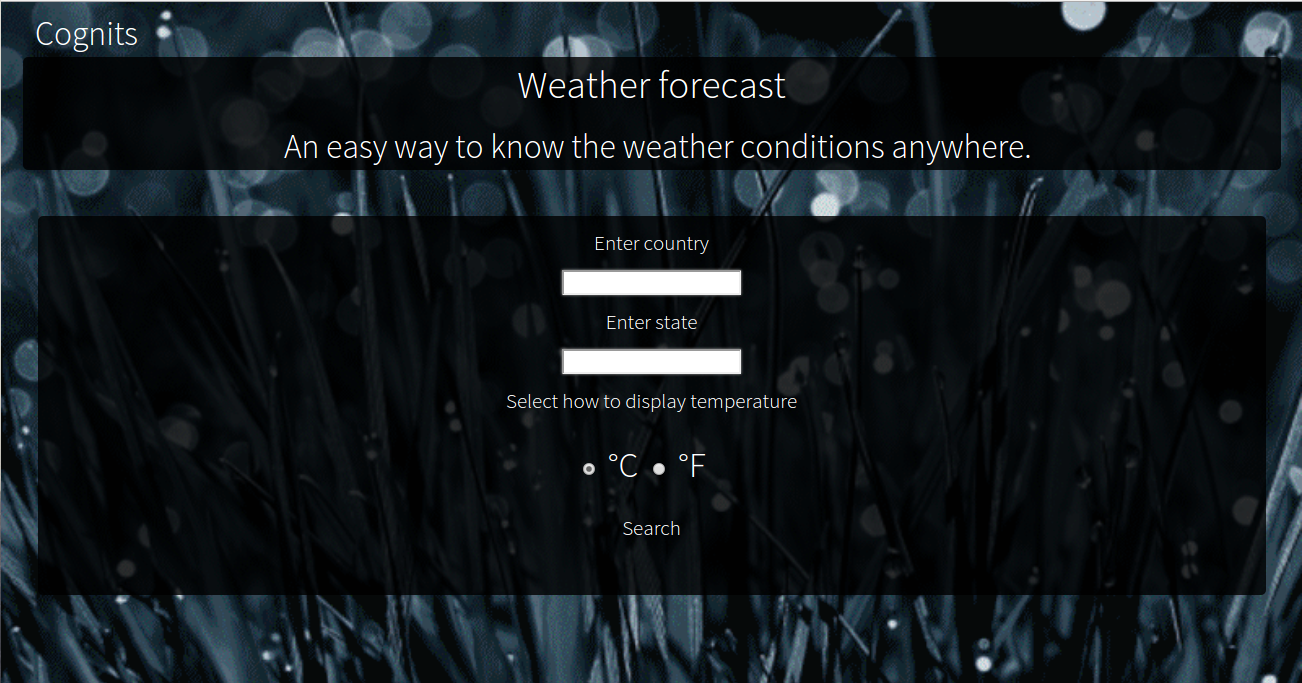 Cognits
Weather forecast
An easy way to know the weather conditions anywhere.
Enter country
Enter state
Select how to display temperature
°C °F
Search